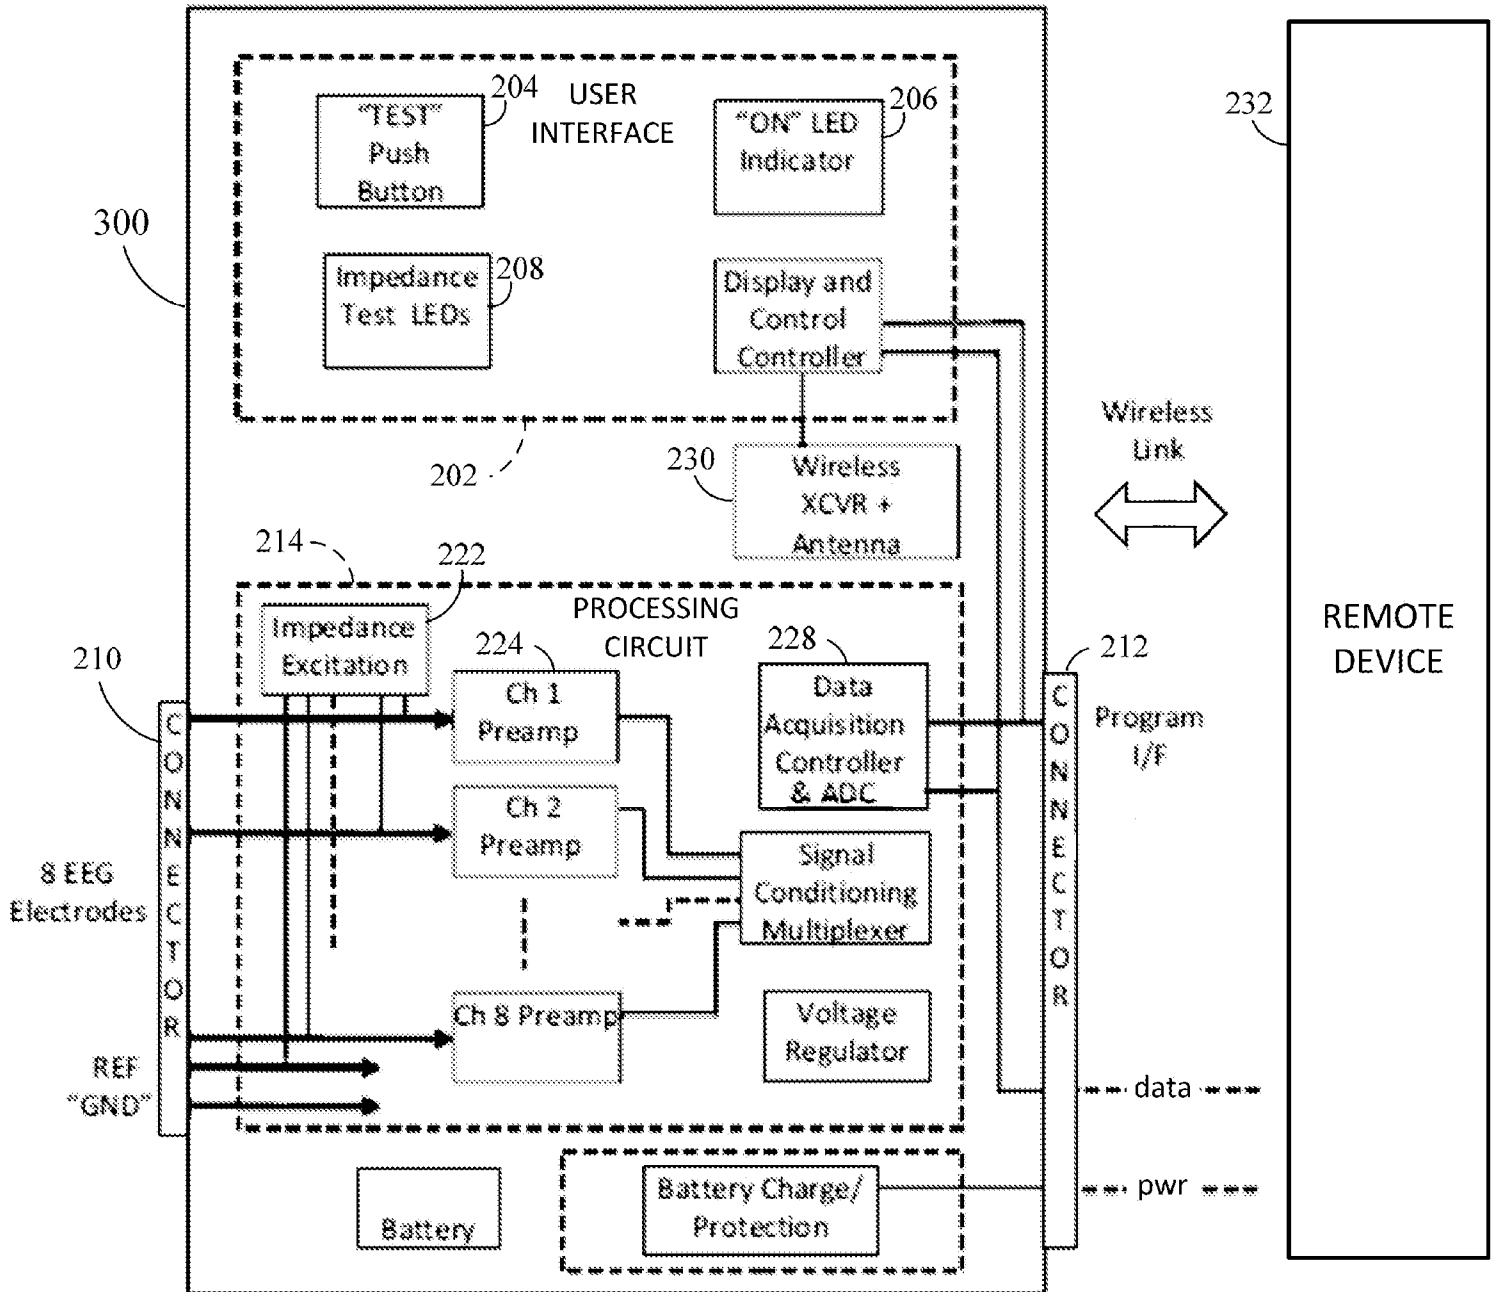 204
USER
INTERFACE
206
232
"TEST"
Push
Button
"ON" LED
Indicator
300
208
Impedance
Test LEDs
Display and
Control
Controller
202
230
Wireless
XCVR +
Antenna
Wireless
Link
214
222
PROCESSING
CIRCUIT
REMOTE
DEVICE
Impedance
Excitation
224
228
212
210
Ch 1
Preamp
Data
Acquisition
Controller
& ADC
CONNECTOR
Program
I/F
CONNECTOR
Ch 2
Preamp
8 EEG
Electrodes
Signal
Conditioning
Multiplexer
Ch 8 Preamp
Voltage
Regulator
REF
"GND"
data
Battery
Battery Charge/
Protection
pwr